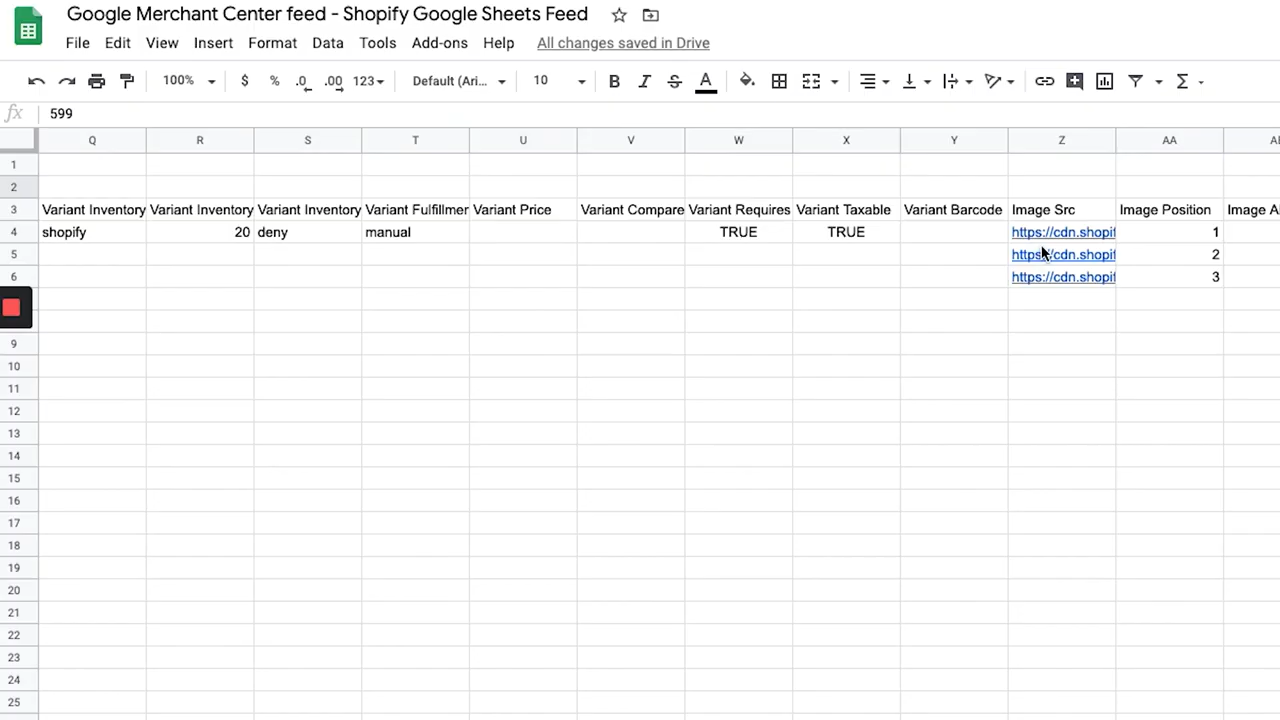 Google Merchant Center feed - Shopify Google Sheets Feed
File Edit View Insert Format Data Tools Add-ons Help All changes saved in Drive
100% $ % .0 .00 123 Default (Ari... 10 B I S A
fx 599
Q R S T U V W X Y Z AA
1
2
3 Variant Inventory Variant Inventory Variant Inventory Variant Fulfillmer Variant Price Variant Compare Variant Requires Variant Taxable Variant Barcode Image Src Image Position Image A
4 shopify 20 deny manual TRUE TRUE https://cdn.shopif 1
5 https://cdn.shopif 2
6 https://cdn.shopif 3
9
10
11
12
13
14
15
16
17
18
19
20
21
22
23
24
25